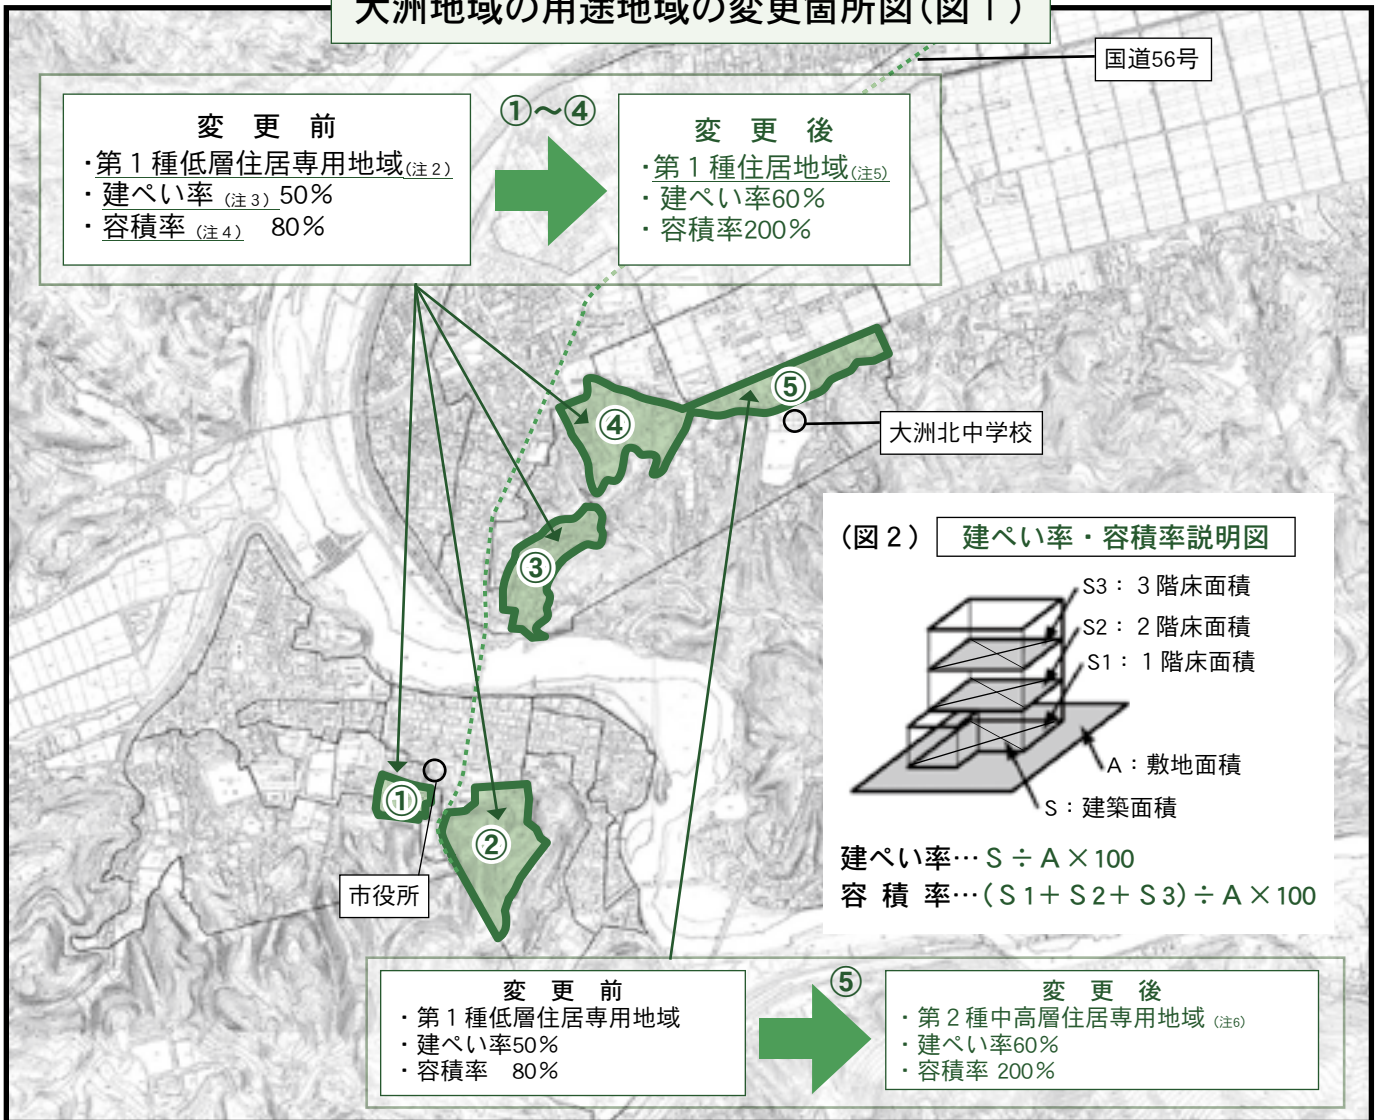 大洲地域の用途地域の変更箇所図(図1)
国道56号
変更前
・第1種低層住居専用地域(注2)
・建ぺい率(注3)50%
・容積率(注4) 80%
①～④
変更後
・第1種住居地域(注5)
・建ぺい率60%
・容積率200%
⑤
④
大洲北中学校
③
①
②
市役所
(図2) 建ぺい率・容積率説明図
S3：3階床面積
S2：2階床面積
S1：1階床面積
A：敷地面積
S：建築面積
建ぺい率…S÷A×100
容積率…(S1+S2+S3)÷A×100
変更前
・第1種低層住居専用地域
・建ぺい率50%
・容積率 80%
⑤
変更後
・第2種中高層住居専用地域(注6)
・建ぺい率60%
・容積率 200%